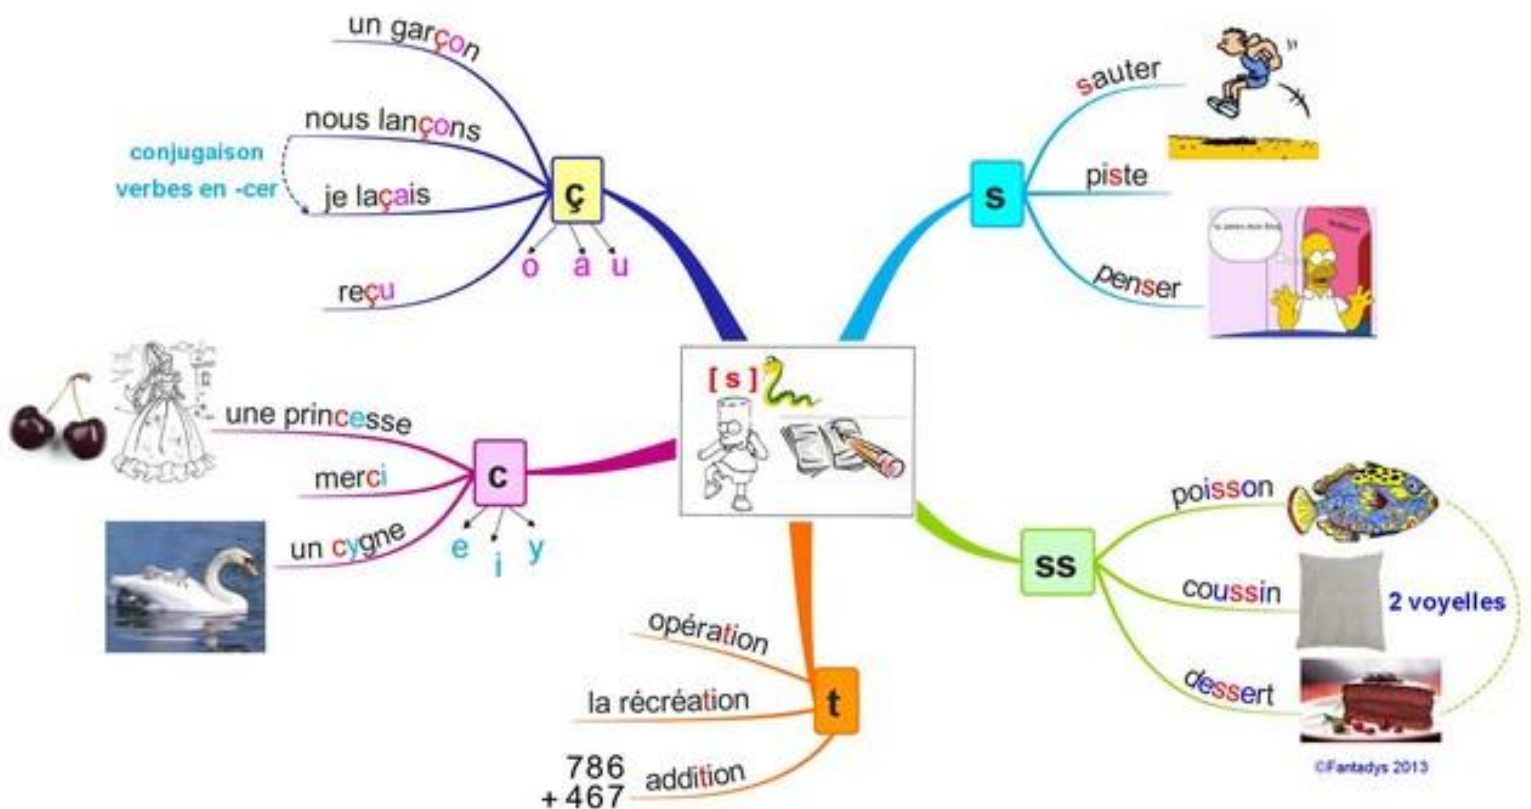 un garçon
nous lançons
conjugaison
verbes en -cer
je laçais
reçu
ç
o a u
s
sauter
piste
penser
[ s ]
une princesse
merci
un cygne
c
e i y
ss
poisson
coussin
2 voyelles
dessert
t
opération
la récréation
addition
786
+ 467
©Fantadys 2013